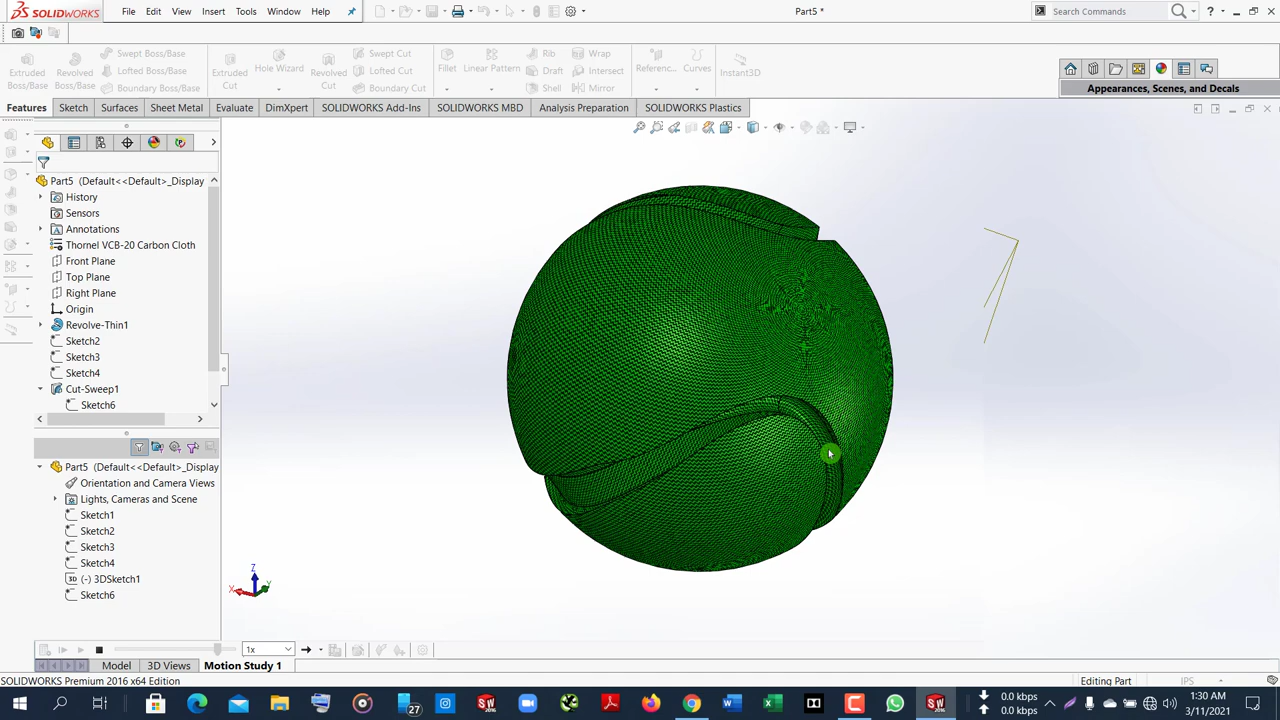 SOLIDWORKS File Edit View Insert Tools Window Help Part5 * Search Commands ?
Swept Boss/Base Swept Cut Rib Wrap
Extruded Boss/Base Revolved Boss/Base Lofted Boss/Base Extruded Cut Hole Wizard Revolved Cut Lofted Cut Fillet Linear Pattern Draft Intersect Referenc... Curves Instant3D
Boundary Boss/Base Boundary Cut Shell Mirror
Appearances, Scenes, and Decals
Features Sketch Surfaces Sheet Metal Evaluate DimXpert SOLIDWORKS Add-Ins SOLIDWORKS MBD Analysis Preparation SOLIDWORKS Plastics
Part5 (Default<<Default>_Display
History
Sensors
Annotations
Thornel VCB-20 Carbon Cloth
Front Plane
Top Plane
Right Plane
Origin
Revolve-Thin1
Sketch2
Sketch3
Sketch4
Cut-Sweep1
Sketch6
Part5 (Default<<Default>_Display
Orientation and Camera Views
Lights, Cameras and Scene
Sketch1
Sketch2
Sketch3
Sketch4
3D (-) 3DSketch1
Sketch6
Z
X Y
1x
Model 3D Views Motion Study 1
SOLIDWORKS Premium 2016 x64 Edition Editing Part IPS
27
0.0 kbps 1:30 AM
0.0 kbps 3/11/2021